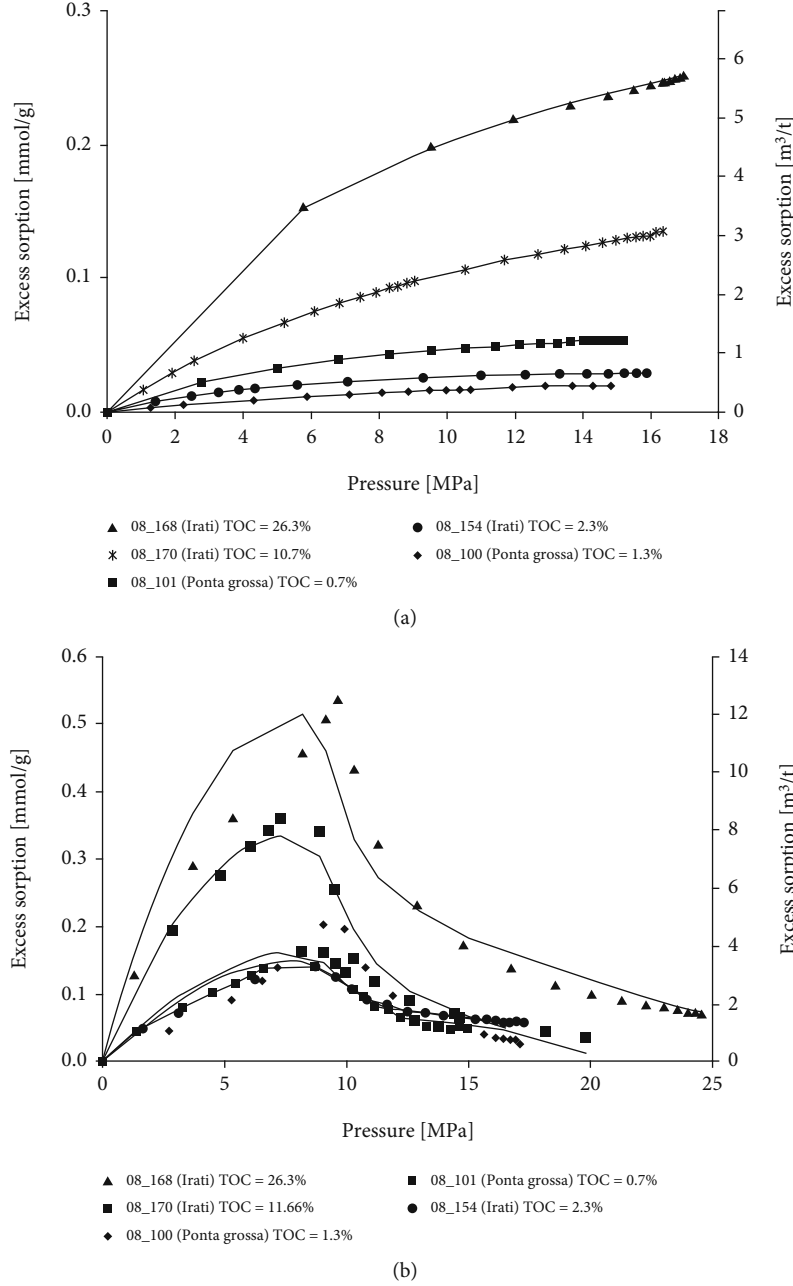 0.3
0.2
0.1
0.0
Excess sorption [mmol/g]
6
5
4
3
2
1
0
Excess sorption [m³/t]
0 2 4 6 8 10 12 14 16 18
Pressure [MPa]
08_168 (Irati) TOC = 26.3%
08_170 (Irati) TOC = 10.7%
08_101 (Ponta grossa) TOC = 0.7%
08_154 (Irati) TOC = 2.3%
08_100 (Ponta grossa) TOC = 1.3%
(a)
0.6
0.5
0.4
0.3
0.2
0.1
0.0
Excess sorption [mmol/g]
14
12
10
8
6
4
2
0
Excess sorption [m³/t]
0 5 10 15 20 25
Pressure [MPa]
08_168 (Irati) TOC = 26.3%
08_170 (Irati) TOC = 11.66%
08_100 (Ponta grossa) TOC = 1.3%
08_101 (Ponta grossa) TOC = 0.7%
08_154 (Irati) TOC = 2.3%
(b)